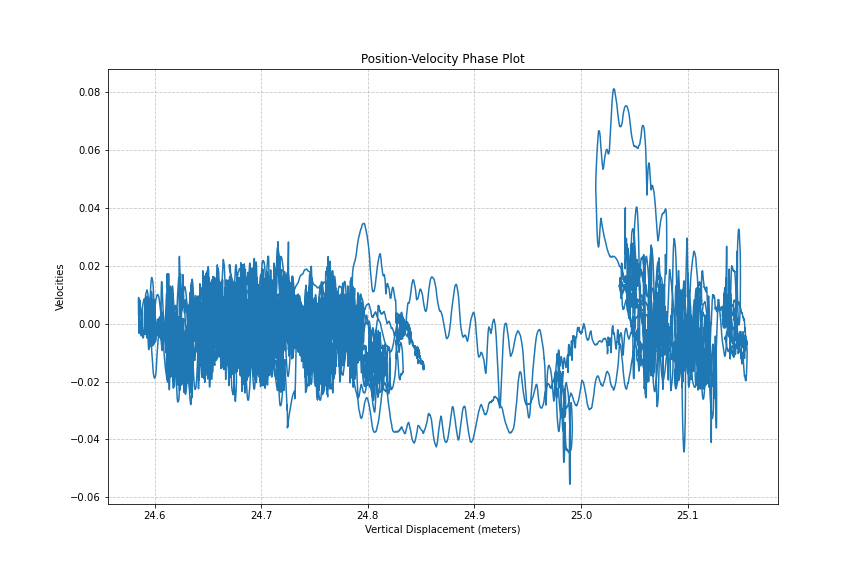 Position-Velocity Phase Plot
0.08
0.06
0.04
0.02
0.00
−0.02
−0.04
−0.06
Velocities
24.6 24.7 24.8 24.9 25.0 25.1
Vertical Displacement (meters)